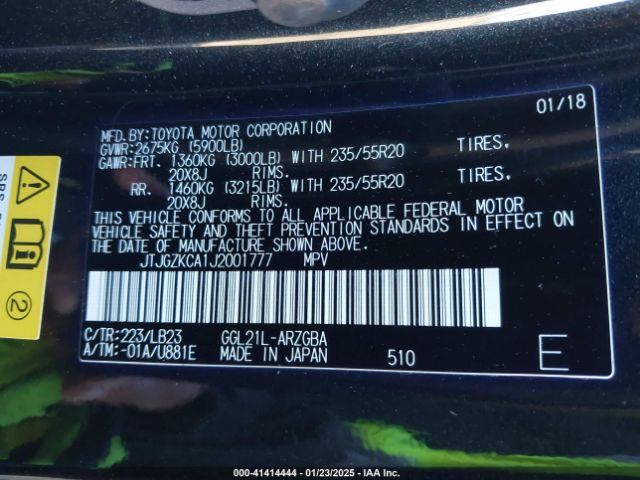 01/18
MFD.BY:TOYOTA MOTOR CORPORATION
GVWR:2675KG (5900LB)
GAWR:FRT. 1360KG (3000LB) WITH 235/55R20 TIRES,
20X8J RIMS.
RR. 1460KG (3215LB) WITH 235/55R20 TIRES,
20X8J RIMS.
THIS VEHICLE CONFORMS TO ALL APPLICABLE FEDERAL MOTOR
VEHICLE SAFETY AND THEFT PREVENTION STANDARDS IN EFFECT ON
THE DATE OF MANUFACTURE SHOWN ABOVE.
JTJGZKCA1J2001777 MPV
C/TR:223/LB23 GGL21L-ARZGBA
A/TM:-01A/U881E MADE IN JAPAN 510 E
SRS
2
000-41414444 - 01/23/2025 - IAA Inc.